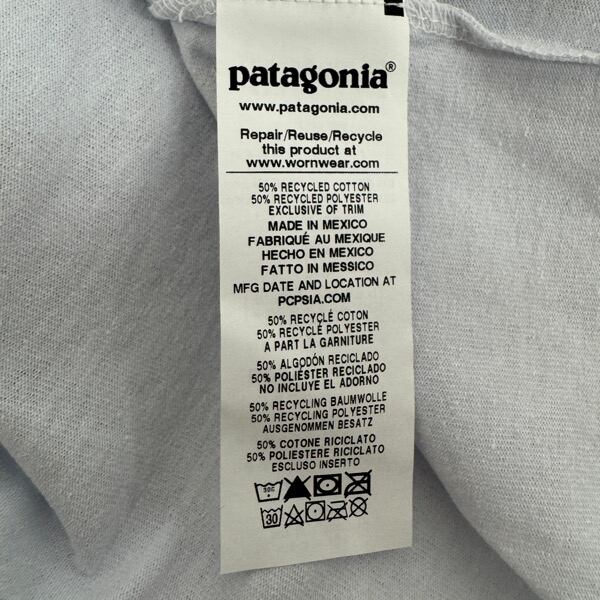 patagonia®
www.patagonia.com
Repair/Reuse/Recycle
this product at
www.wornwear.com
50% RECYCLED COTTON
50% RECYCLED POLYESTER
EXCLUSIVE OF TRIM
MADE IN MEXICO
FABRIQUÉ AU MEXIQUE
HECHO EN MEXICO
FATTO IN MESSICO
MFG DATE AND LOCATION AT
PCPSIA.COM
50% RECYCLÉ COTON
50% RECYCLÉ POLYESTER
A PART LA GARNITURE
50% ALGODÓN RECICLADO
50% POLIÉSTER RECICLADO
NO INCLUYE EL ADORNO
50% RECYCLING BAUMWOLLE
50% RECYCLING POLYESTER
AUSGENOMMEN BESATZ
50% COTONE RICICLATO
50% POLIESTERE RICICLATO
ESCLUSO INSERTO
30